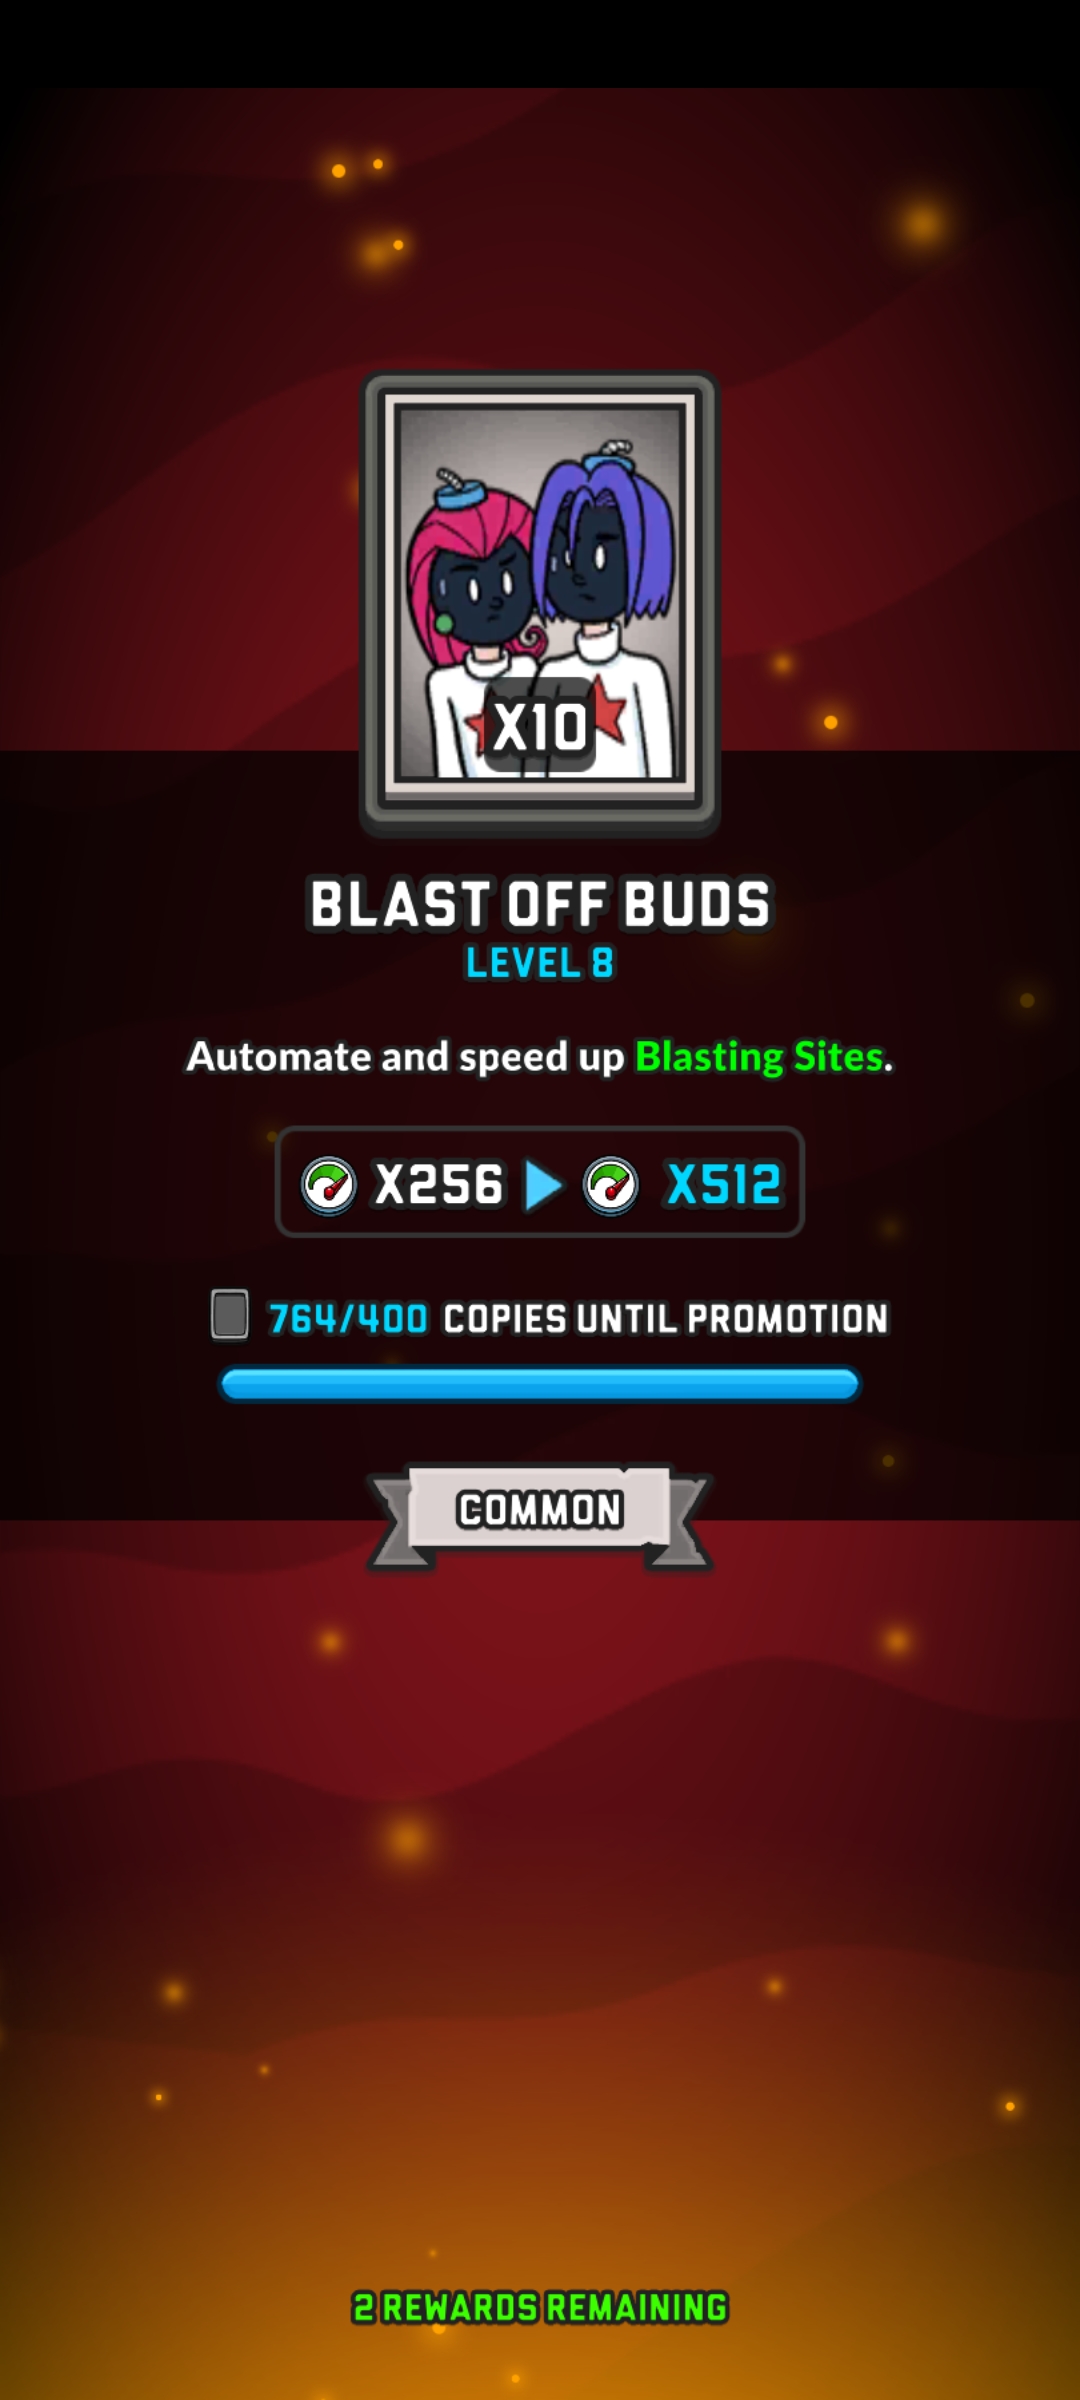 X10
BLAST OFF BUDS
LEVEL 8
Automate and speed up Blasting Sites.
X256 X512
764/400 COPIES UNTIL PROMOTION
COMMON
2 REWARDS REMAINING